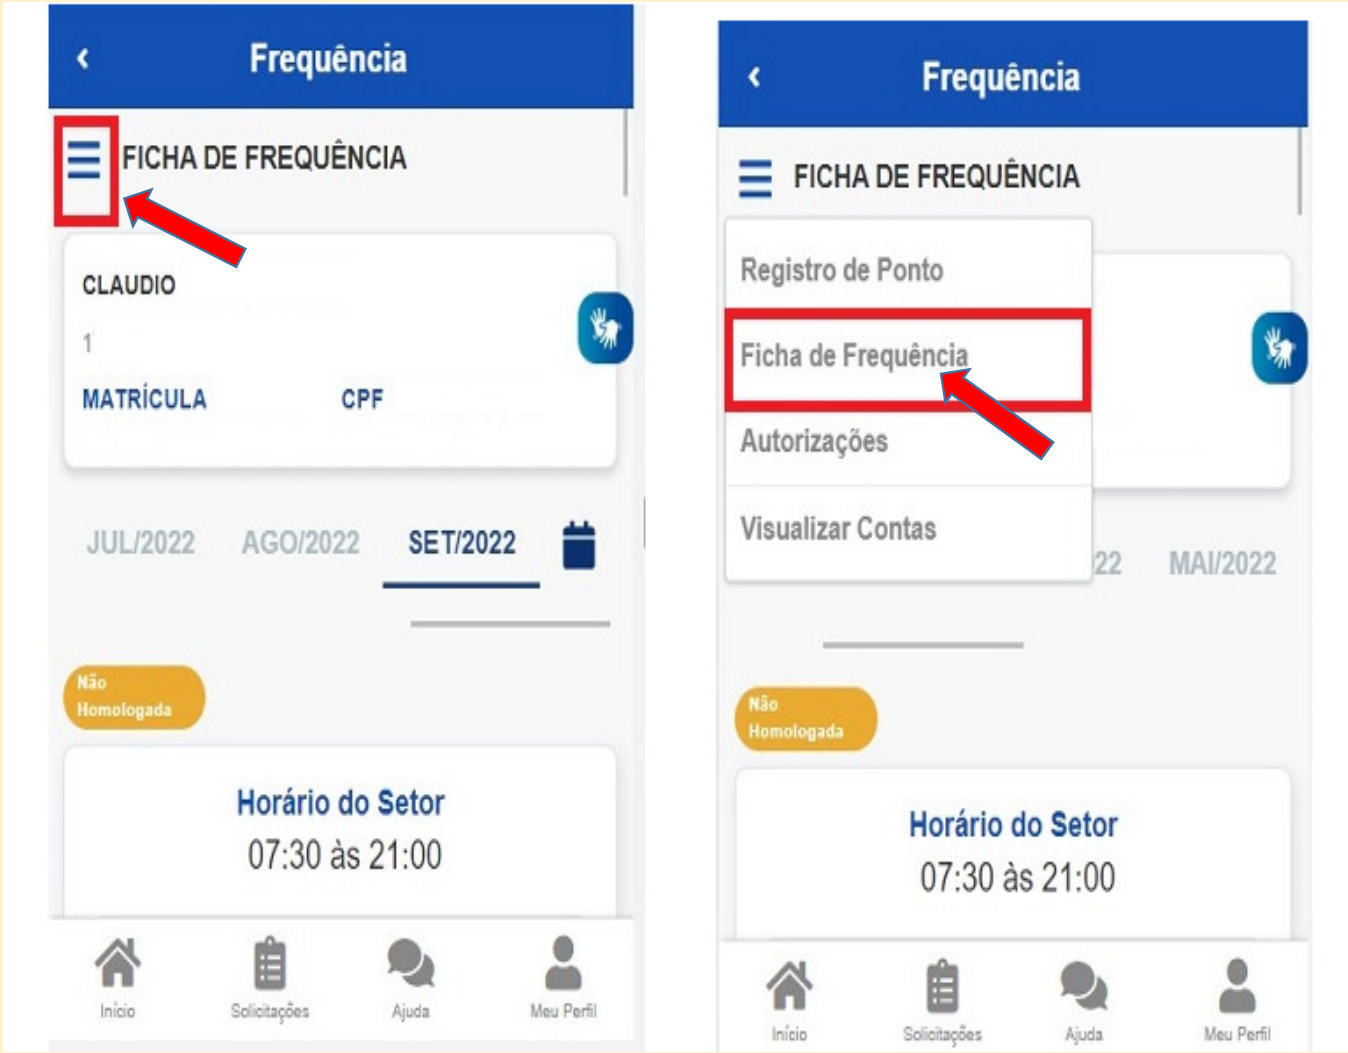 Frequência
FICHA DE FREQUÊNCIA
CLAUDIO
1
MATRÍCULA CPF
JUL/2022 AGO/2022 SET/2022
Não
Homologada
Horário do Setor
07:30 às 21:00
Início Solicitações Ajuda Meu Perfil
Frequência
FICHA DE FREQUÊNCIA
Registro de Ponto
Ficha de Frequência
Autorizações
Visualizar Contas
22 MAI/2022
Não
Homologada
Horário do Setor
07:30 às 21:00
Início Solicitações Ajuda Meu Perfil